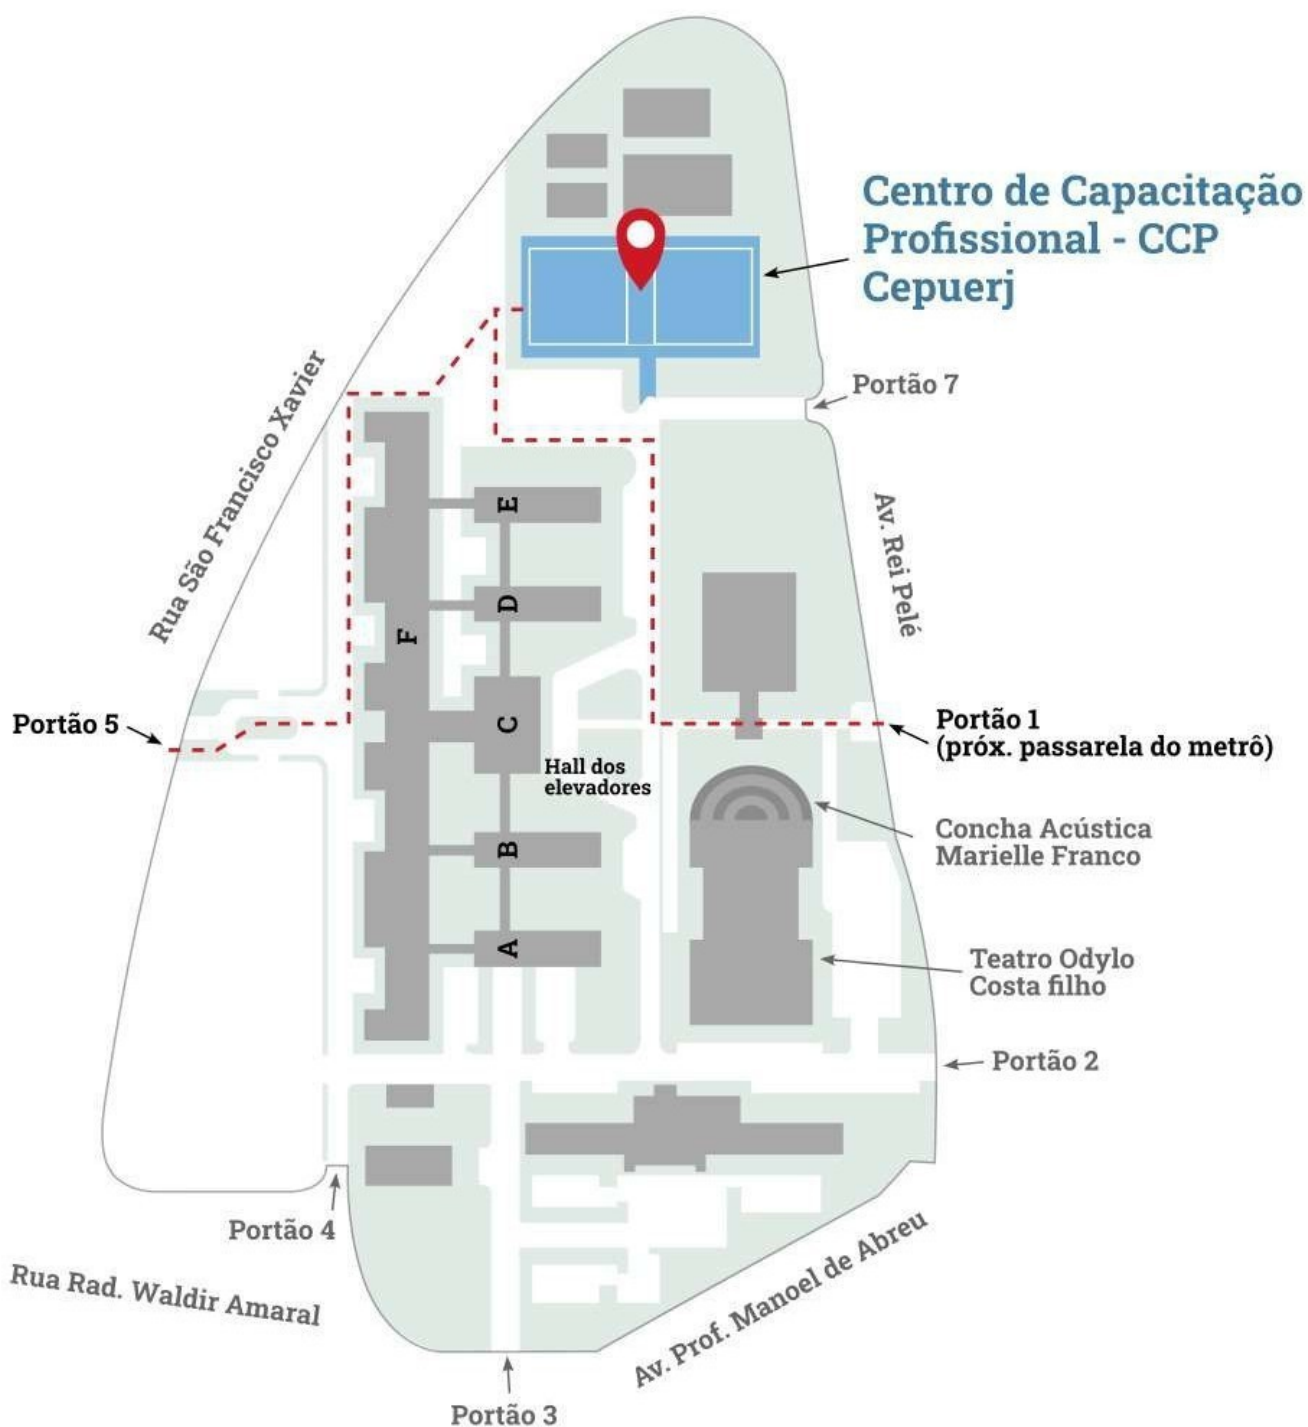 Centro de Capacitação
Profissional - CCP
Cepuerj
Portão 7
Rua São Francisco Xavier
Av. Rei Pelé
E
D
F
C
Portão 5
Portão 1
(próx. passarela do metrô)
Hall dos
elevadores
Concha Acústica
Marielle Franco
B
A
Teatro Odylo
Costa filho
Portão 2
Portão 4
Rua Rad. Waldir Amaral
Av. Prof. Manoel de Abreu
Portão 3